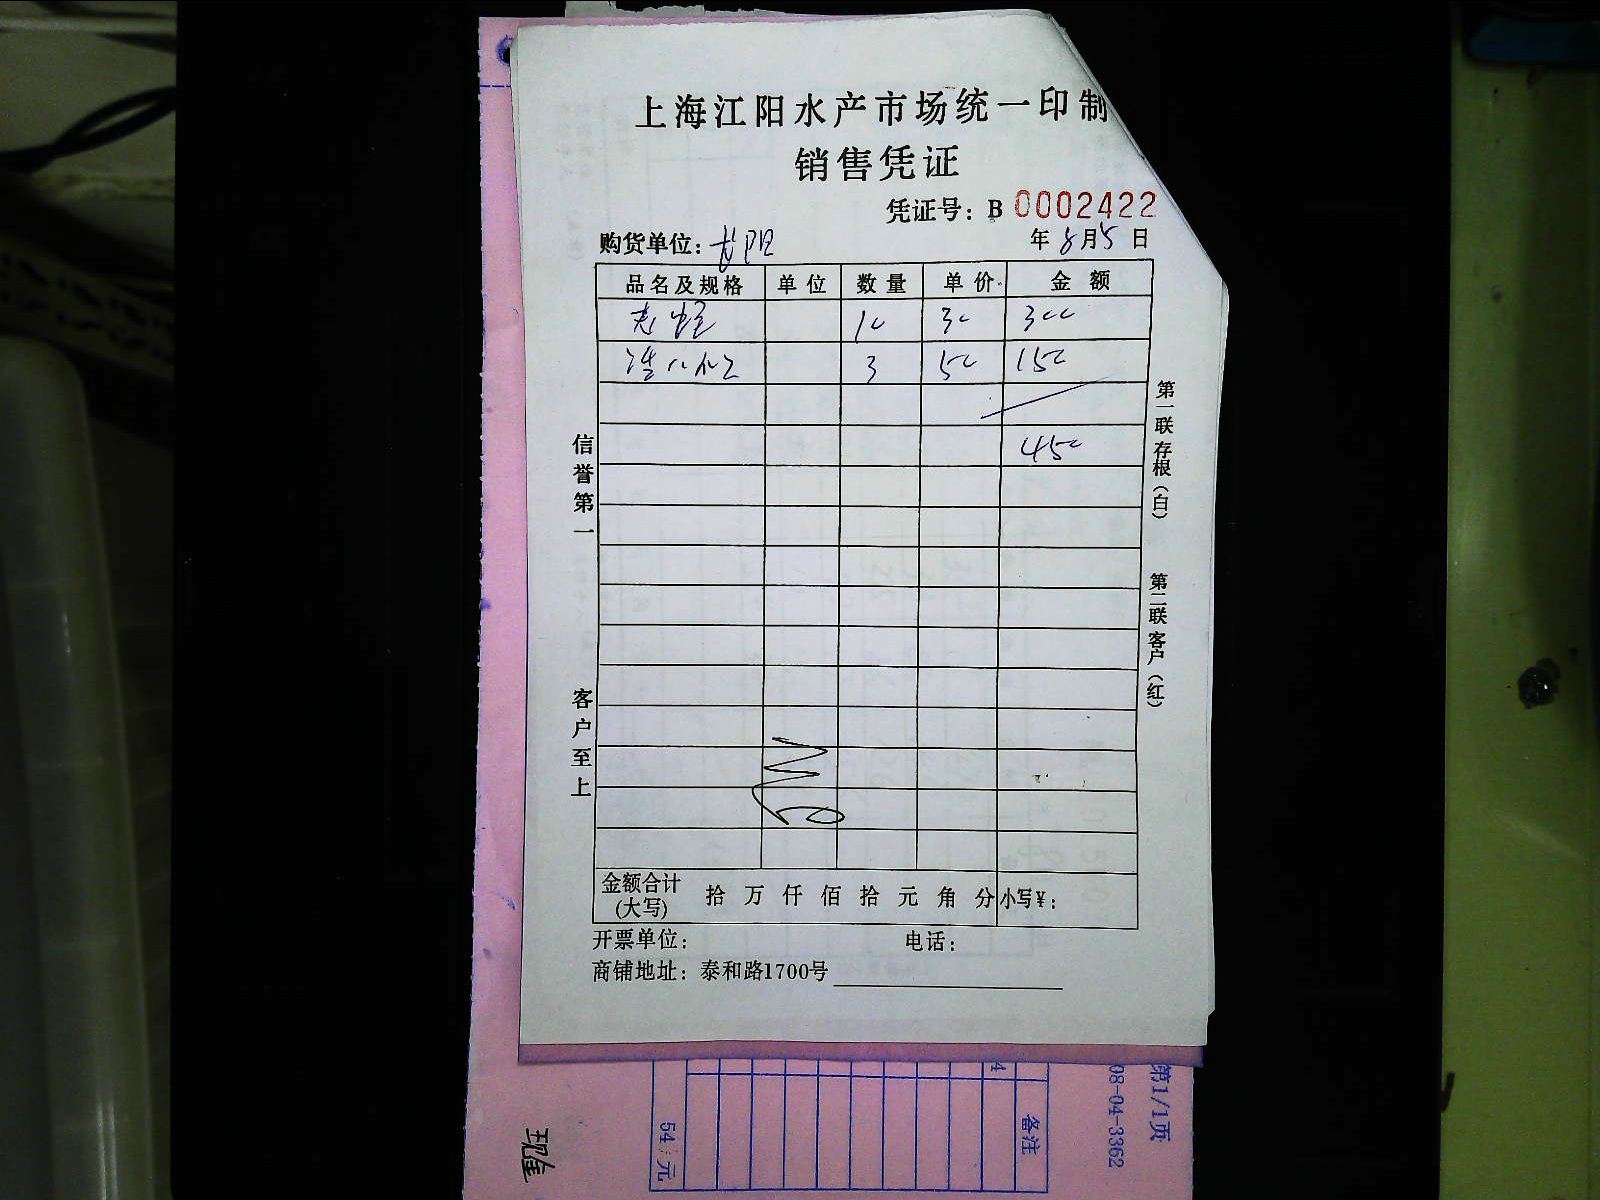 上海江阳水产市场统一印制
销售凭证
凭证号：B 0002422
购货单位：
年 8月5日
品名及规格 单位 数量 单价 金额
10 30 300
3 50 150
450
信誉第一
客户至上
第一联存根（白）
第二联客户（红）
金额合计（大写） 拾 万 仟 佰 拾 元 角 分 小写¥：
开票单位： 电话：
商铺地址：泰和路1700号
第1/1页
08-04-3362
备注
元
现金